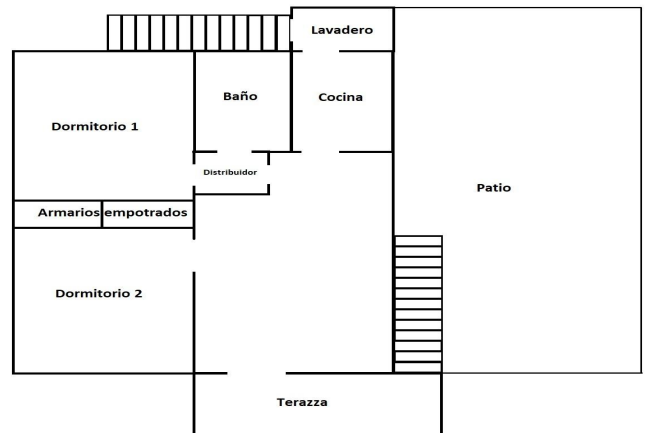 Lavadero
Baño
Cocina
Dormitorio 1
Distribuidor
Patio
Armarios empotrados
Dormitorio 2
Terazza